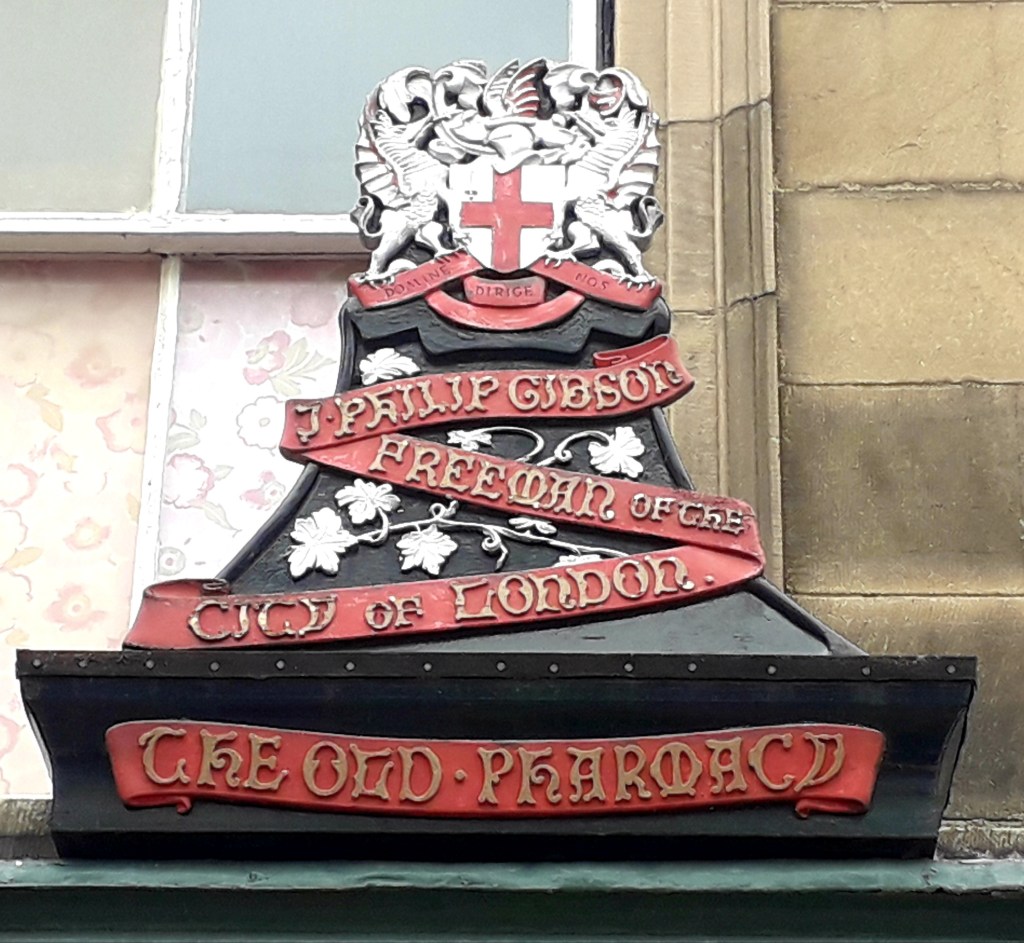 DOMINE DIRIGE NOS
J·PHILIP GIBSON
FREEMAN OF THE
CITY OF LONDON.
THE OLD·PHARMACY